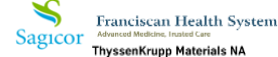 Sagicor
Franciscan Health System
Advanced Medicine, Trusted Care
ThyssenKrupp Materials NA